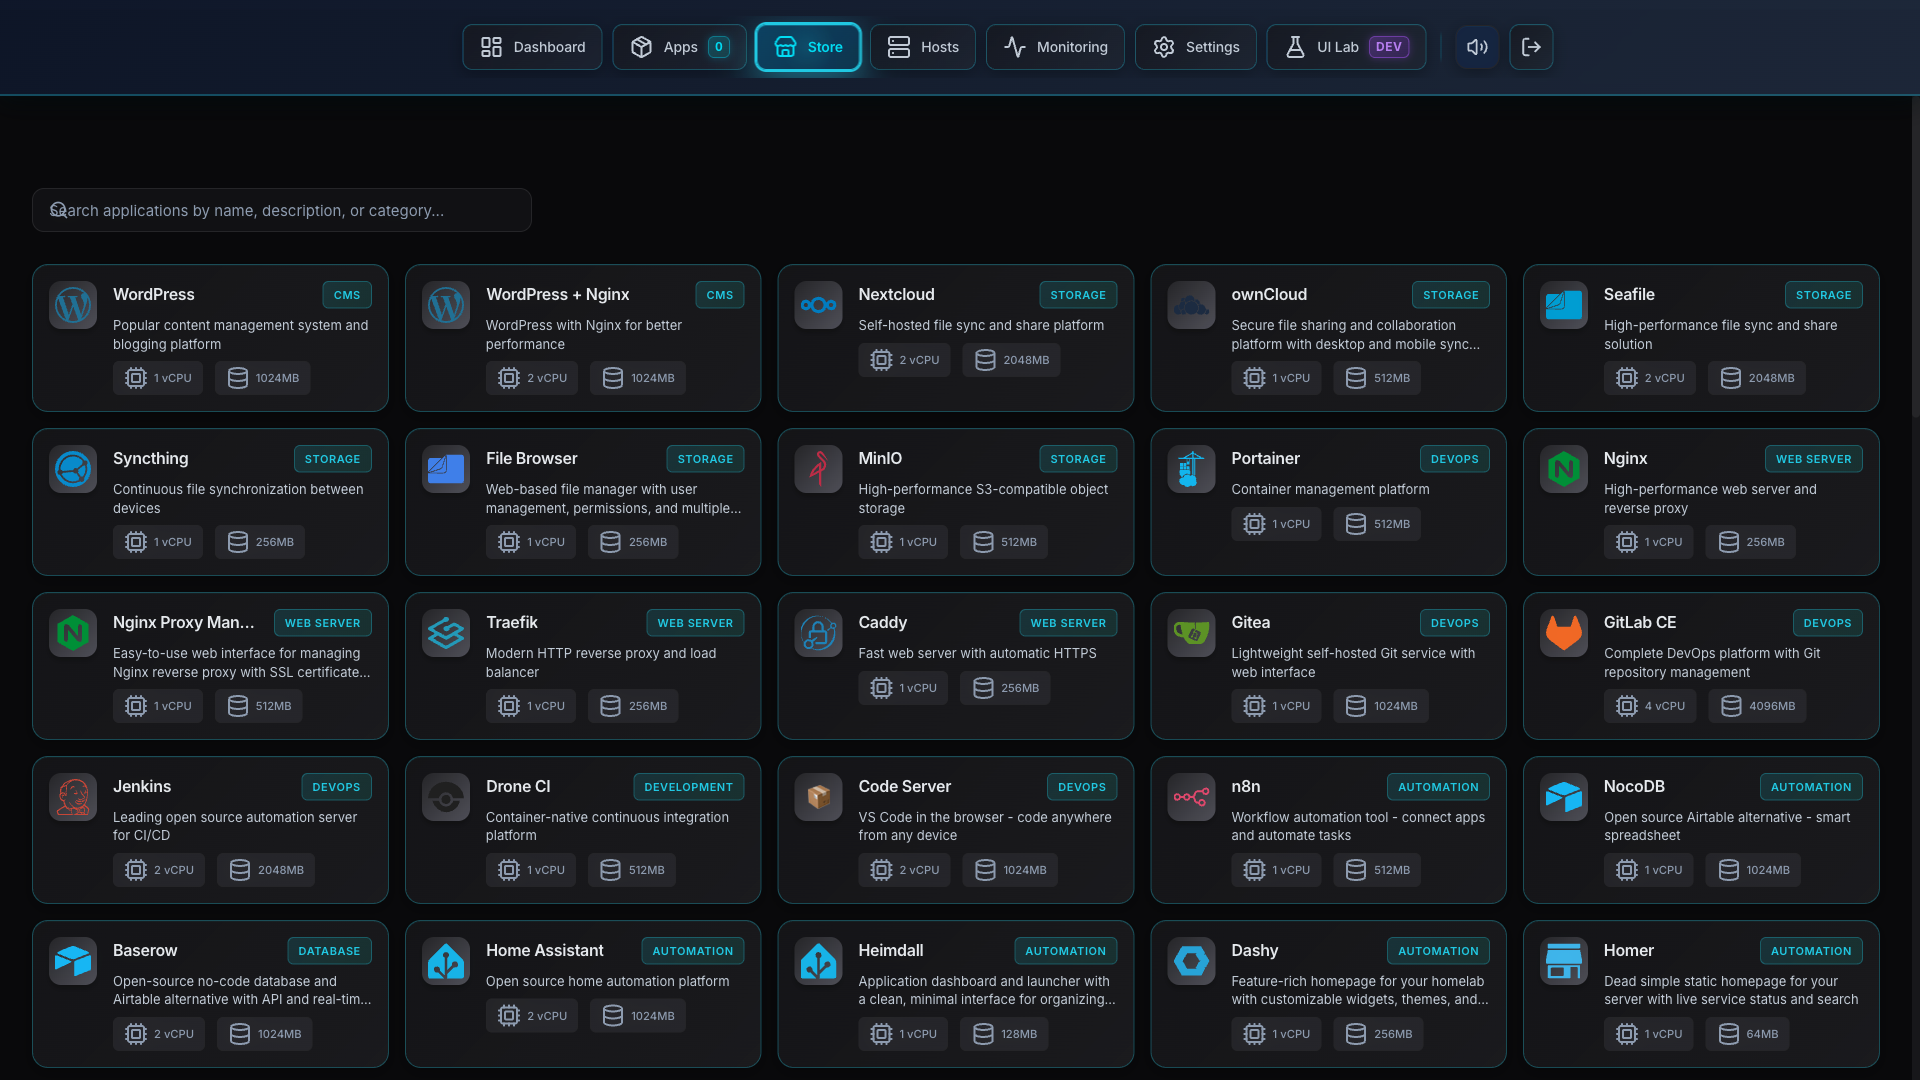 Dashboard
Apps 0
Store
Hosts
Monitoring
Settings
UI Lab DEV
Search applications by name, description, or category...
WordPress CMS
Popular content management system and
blogging platform
1 vCPU 1024MB
WordPress + Nginx CMS
WordPress with Nginx for better
performance
2 vCPU 1024MB
Nextcloud STORAGE
Self-hosted file sync and share platform
2 vCPU 2048MB
ownCloud STORAGE
Secure file sharing and collaboration
platform with desktop and mobile sync...
1 vCPU 512MB
Seafile STORAGE
High-performance file sync and share
solution
2 vCPU 2048MB
Syncthing STORAGE
Continuous file synchronization between
devices
1 vCPU 256MB
File Browser STORAGE
Web-based file manager with user
management, permissions, and multiple...
1 vCPU 256MB
MinIO STORAGE
High-performance S3-compatible object
storage
1 vCPU 512MB
Portainer DEVOPS
Container management platform
1 vCPU 512MB
Nginx WEB SERVER
High-performance web server and
reverse proxy
1 vCPU 256MB
Nginx Proxy Man... WEB SERVER
Easy-to-use web interface for managing
Nginx reverse proxy with SSL certificate...
1 vCPU 512MB
Traefik WEB SERVER
Modern HTTP reverse proxy and load
balancer
1 vCPU 256MB
Caddy WEB SERVER
Fast web server with automatic HTTPS
1 vCPU 256MB
Gitea DEVOPS
Lightweight self-hosted Git service with
web interface
1 vCPU 1024MB
GitLab CE DEVOPS
Complete DevOps platform with Git
repository management
4 vCPU 4096MB
Jenkins DEVOPS
Leading open source automation server
for CI/CD
2 vCPU 2048MB
Drone CI DEVELOPMENT
Container-native continuous integration
platform
1 vCPU 512MB
Code Server DEVOPS
VS Code in the browser - code anywhere
from any device
2 vCPU 1024MB
n8n AUTOMATION
Workflow automation tool - connect apps
and automate tasks
1 vCPU 512MB
NocoDB AUTOMATION
Open source Airtable alternative - smart
spreadsheet
1 vCPU 1024MB
Baserow DATABASE
Open-source no-code database and
Airtable alternative with API and real-tim...
2 vCPU 1024MB
Home Assistant AUTOMATION
Open source home automation platform
2 vCPU 1024MB
Heimdall AUTOMATION
Application dashboard and launcher with
a clean, minimal interface for organizing...
1 vCPU 128MB
Dashy AUTOMATION
Feature-rich homepage for your homelab
with customizable widgets, themes, and...
1 vCPU 256MB
Homer AUTOMATION
Dead simple static homepage for your
server with live service status and search
1 vCPU 64MB